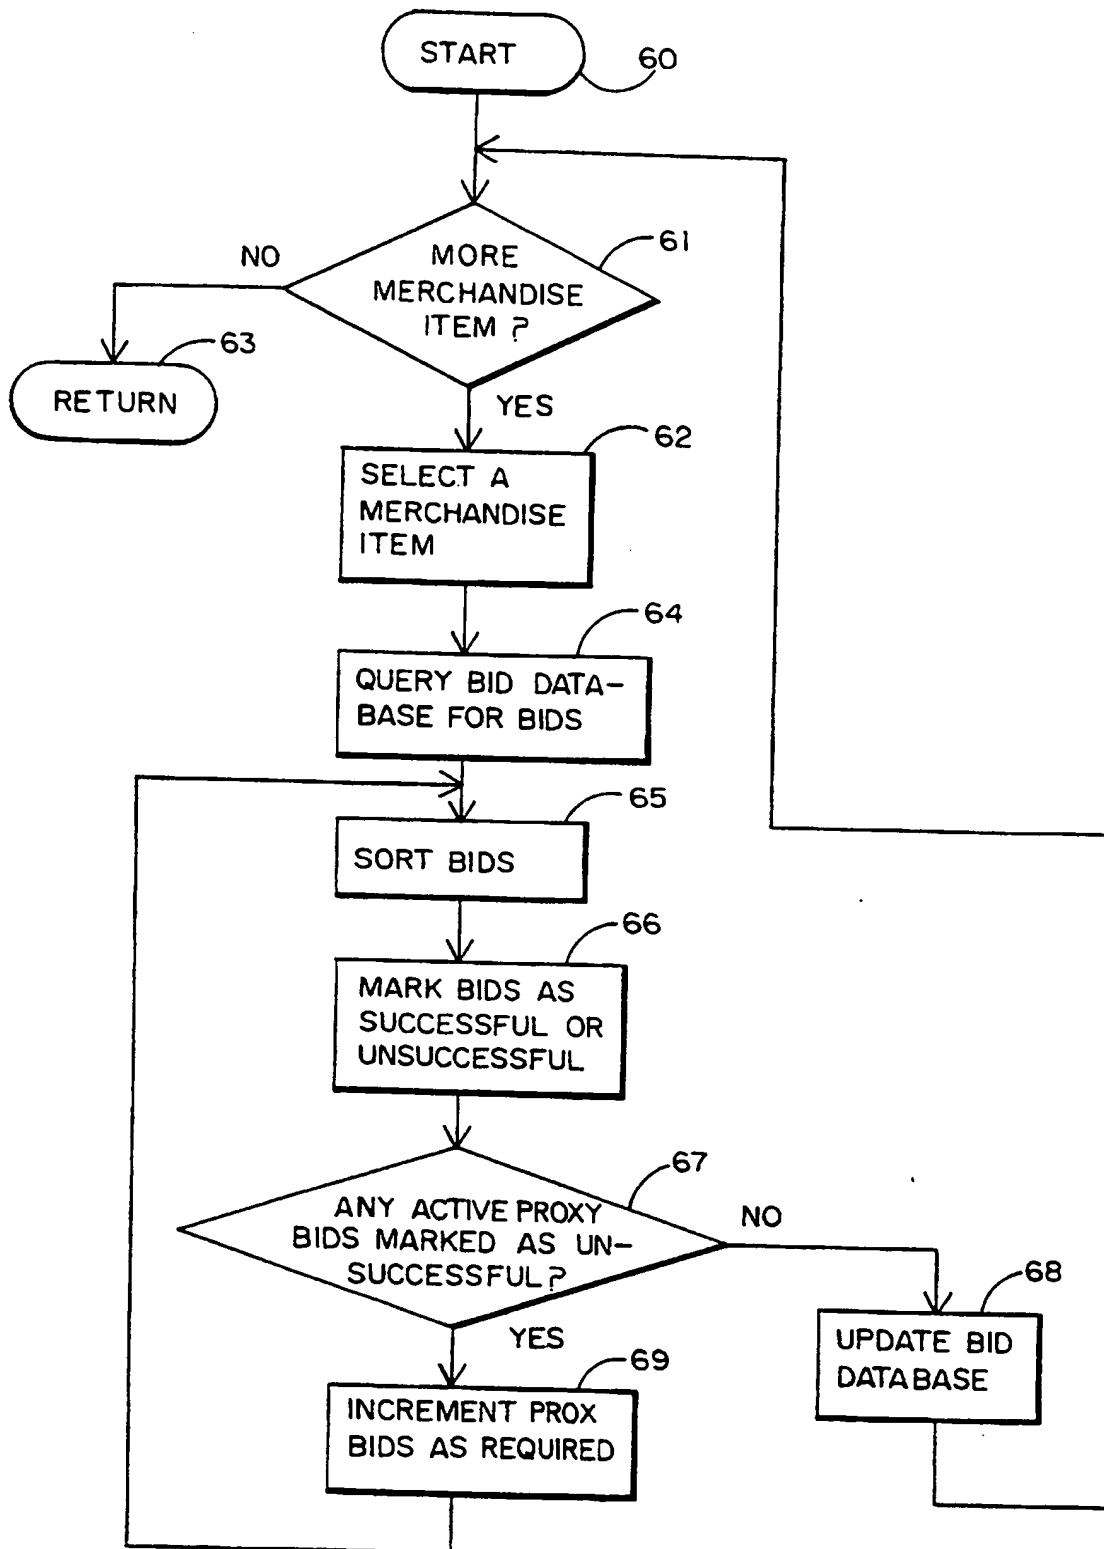 START
60
61
NO
MORE
MERCHANDISE
ITEM ?
63
RETURN
YES
62
SELECT A
MERCHANDISE
ITEM
64
QUERY BID DATA-
BASE FOR BIDS
65
SORT BIDS
66
MARK BIDS AS
SUCCESSFUL OR
UNSUCCESSFUL
67
ANY ACTIVE PROXY
BIDS MARKED AS UN-
SUCCESSFUL?
NO
68
UPDATE BID
DATABASE
YES
69
INCREMENT PROX
BIDS AS REQUIRED